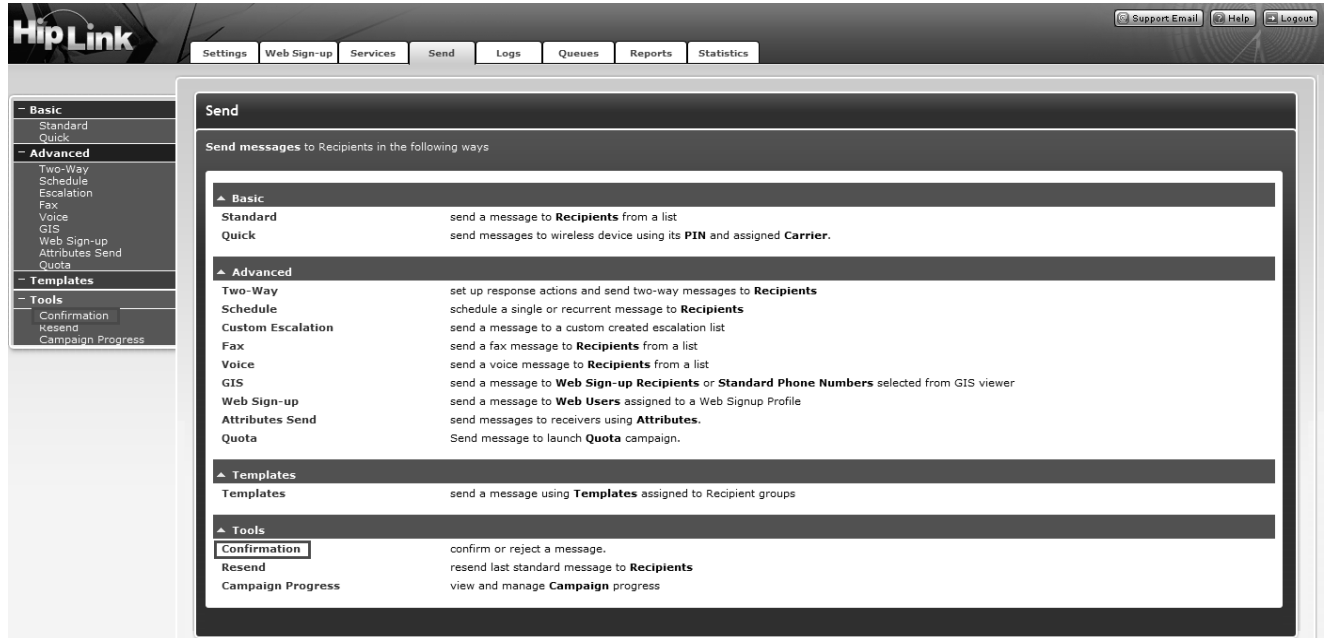 HipLink
Support Email Help Logout
Settings Web Sign-up Services Send Logs Queues Reports Statistics
− Basic
Standard
Quick
− Advanced
Two-Way
Schedule
Escalation
Fax
Voice
GIS
Web Sign-up
Attributes Send
Quota
− Templates
− Tools
Confirmation
Resend
Campaign Progress
Send
Send messages to Recipients in the following ways
Basic
Standard send a message to Recipients from a list
Quick send messages to wireless device using its PIN and assigned Carrier.
Advanced
Two-Way set up response actions and send two-way messages to Recipients
Schedule schedule a single or recurrent message to Recipients
Custom Escalation send a message to a custom created escalation list
Fax send a fax message to Recipients from a list
Voice send a voice message to Recipients from a list
GIS send a message to Web Sign-up Recipients or Standard Phone Numbers selected from GIS viewer
Web Sign-up send a message to Web Users assigned to a Web Signup Profile
Attributes Send send messages to receivers using Attributes.
Quota Send message to launch Quota campaign.
Templates
Templates send a message using Templates assigned to Recipient groups
Tools
Confirmation confirm or reject a message.
Resend resend last standard message to Recipients
Campaign Progress view and manage Campaign progress